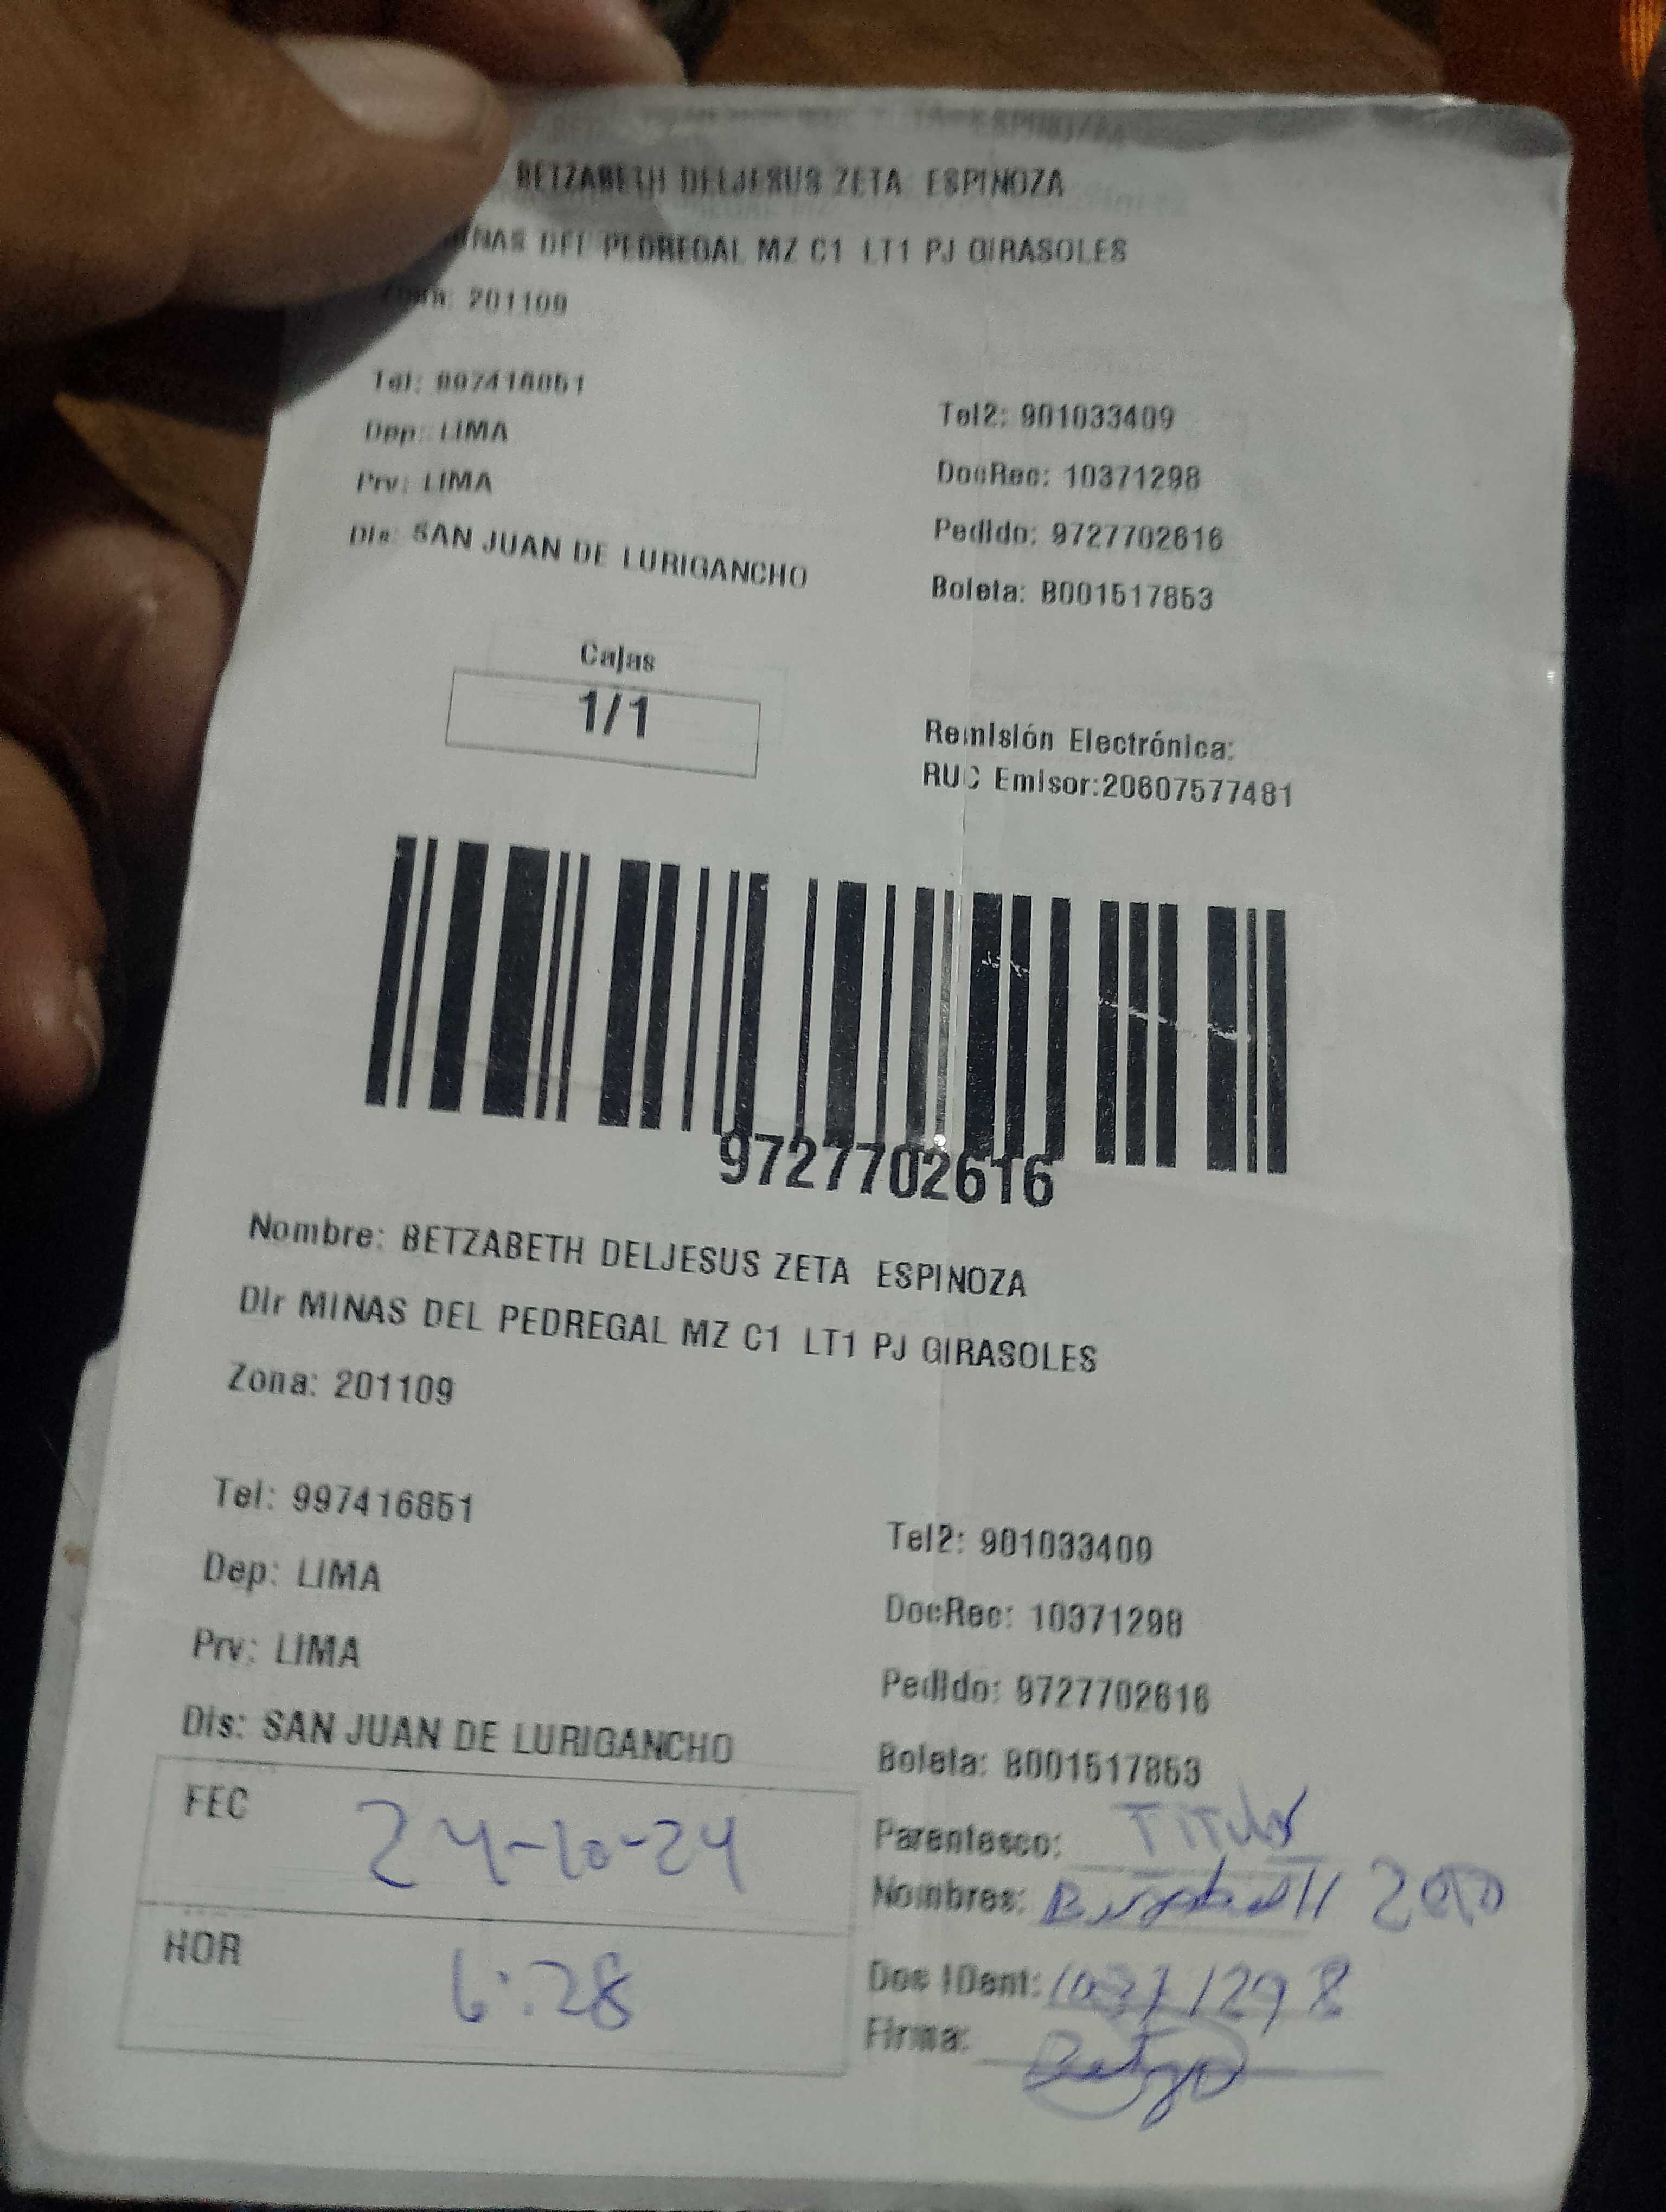 BETZABETH DELJESUS ZETA ESPINOZA
MINAS DEL PEDREGAL MZ C1 LT1 PJ GIRASOLES
Zona: 201109
Tel: 997416851
Tel2: 901033409
Dep: LIMA
DocRec: 10371298
Prv: LIMA
Pedido: 9727702616
Dis: SAN JUAN DE LURIGANCHO
Boleta: B001517853
Cajas
1/1
Remisión Electrónica:
RUC Emisor:20607577481
9727702616
Nombre: BETZABETH DELJESUS ZETA ESPINOZA
Dir MINAS DEL PEDREGAL MZ C1 LT1 PJ GIRASOLES
Zona: 201109
Tel: 997416851
Tel2: 901033409
Dep: LIMA
DocRec: 10371298
Prv: LIMA
Pedido: 9727702616
Dis: SAN JUAN DE LURIGANCHO
Boleta: B001517853
FEC 24-10-24
Parentesco: Titular
Nombres:
HOR 6:28
Doc IDent: 10371298
Firma: